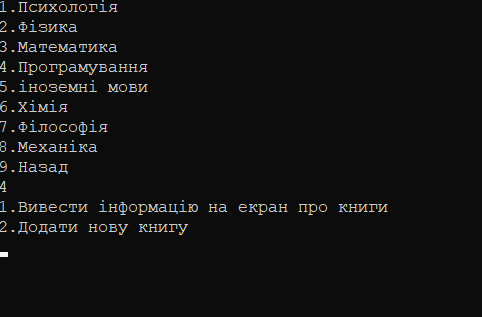 1.Психологія
2.Фізика
3.Математика
4.Програмування
5.іноземні мови
6.Хімія
7.Філософія
8.Механіка
9.Назад
4
1.Вивести інформацію на екран про книги
2.Додати нову книгу